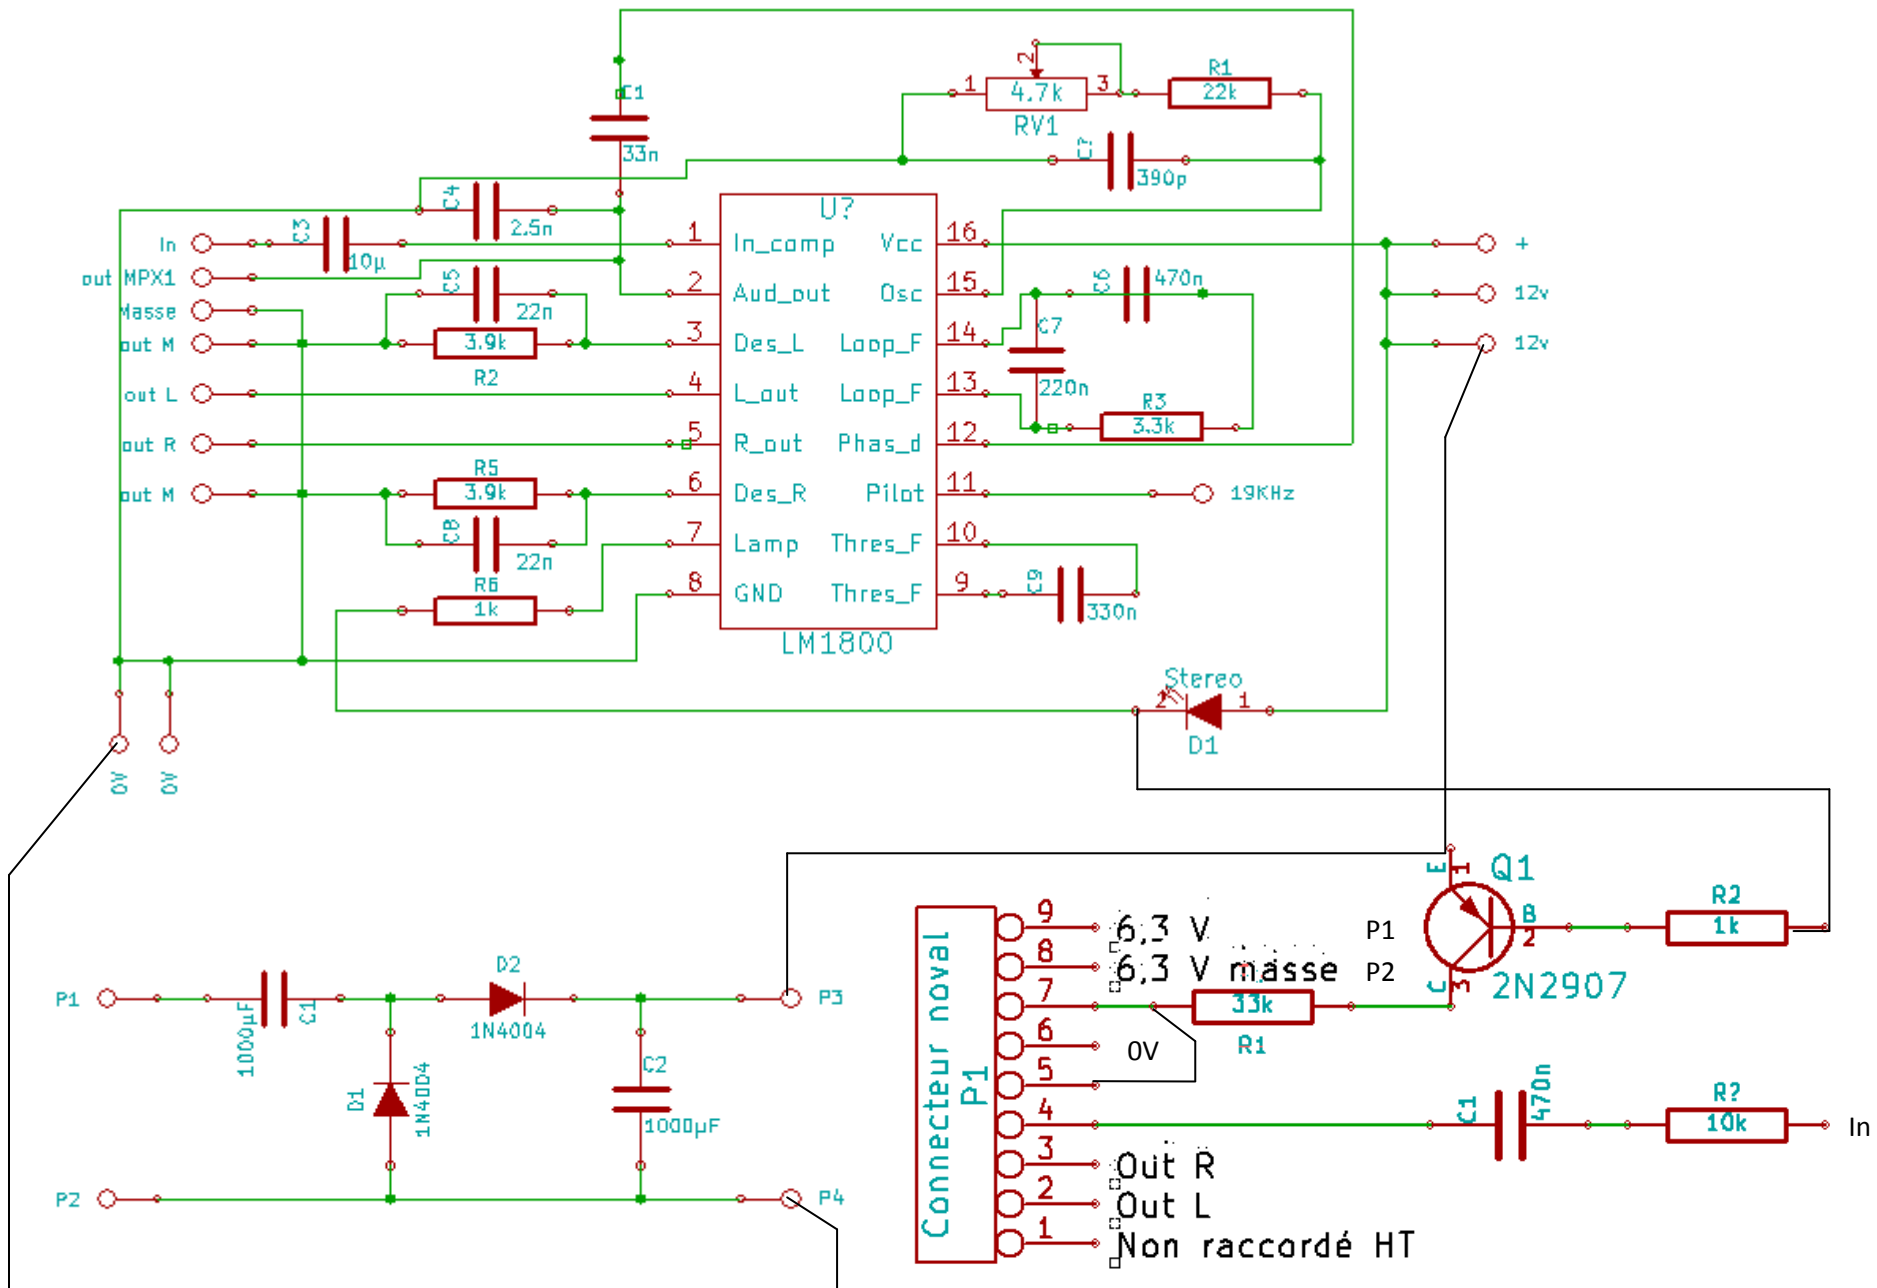 C1
33n
1
2
3
4.7k
RV1
R1
22k
C?
390p
C4
2.5n
C3
10µ
In
out MPX1
Masse
out M
out L
out R
out M
C5
22n
3.9k
R2
R5
3.9k
C8
22n
R6
1k
U?
1 In_comp Vcc 16
2 Aud_out Osc 15
3 Des_L Loop_F 14
4 L_out Loop_F 13
5 R_out Phas_d 12
6 Des_R Pilot 11
7 Lamp Thres_F 10
8 GND Thres_F 9
LM1800
C6
470n
C7
220n
R3
3.3k
19KHz
C9
330n
+
12v
12v
Stereo
2
1
D1
0V
0V
P1
1000µF
C1
D2
1N4004
D1
1N4004
C2
1000µF
P3
P2
P4
Connecteur noval
P1
9 6,3 V P1
8 6,3 V masse P2
7
6
0V
5
4
3 Out R
2 Out L
1 Non raccordé HT
33k
R1
E
1
Q1
B
2
C
3
2N2907
R2
1k
C1
470n
R?
10k
In